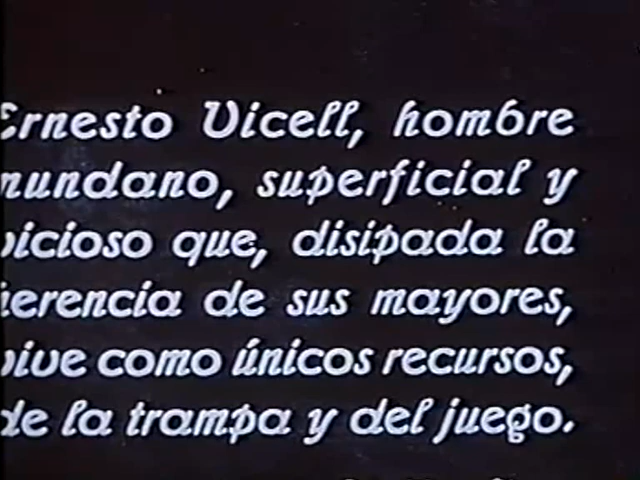 Ernesto Vicell, hombre
mundano, superficial y
vicioso que, disipada la
herencia de sus mayores,
vive como únicos recursos,
de la trampa y del juego.